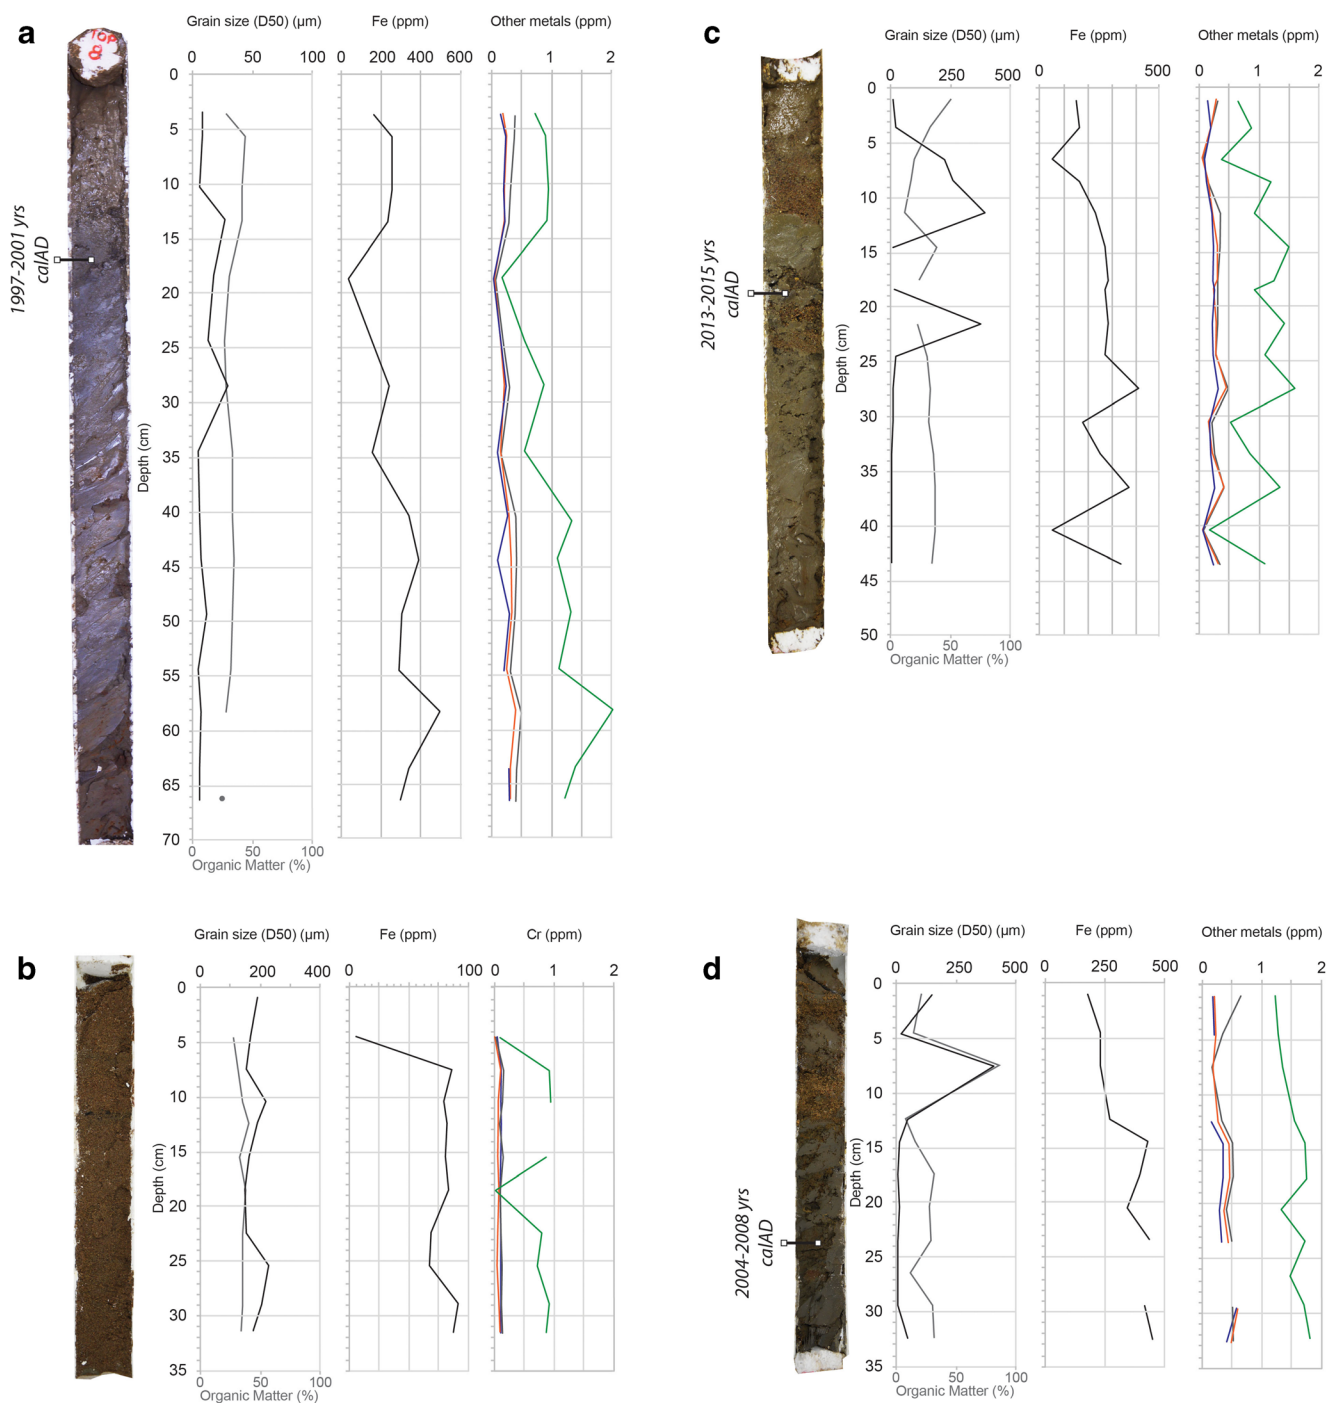 a
TOP
8
1997-2001 yrs
calAD
Grain size (D50) (µm)
Fe (ppm)
Other metals (ppm)
0 50 100
0 200 400 600
0 1 2
Depth (cm)
0
5
10
15
20
25
30
35
40
45
50
55
60
65
70
0 50 100
Organic Matter (%)
c
2013-2015 yrs
calAD
Grain size (D50) (µm)
Fe (ppm)
Other metals (ppm)
0 250 500
0 500
0 1 2
Depth (cm)
0
5
10
15
20
25
30
35
40
45
50
0 50 100
Organic Matter (%)
b
Grain size (D50) (µm)
Fe (ppm)
Cr (ppm)
0 200 400
0 100
0 1 2
Depth (cm)
0
5
10
15
20
25
30
35
0 50 100
Organic Matter (%)
d
2004-2008 yrs
calAD
Grain size (D50) (µm)
Fe (ppm)
Other metals (ppm)
0 250 500
0 250 500
0 1 2
Depth (cm)
0
5
10
15
20
25
30
35
0 50 100
Organic Matter (%)